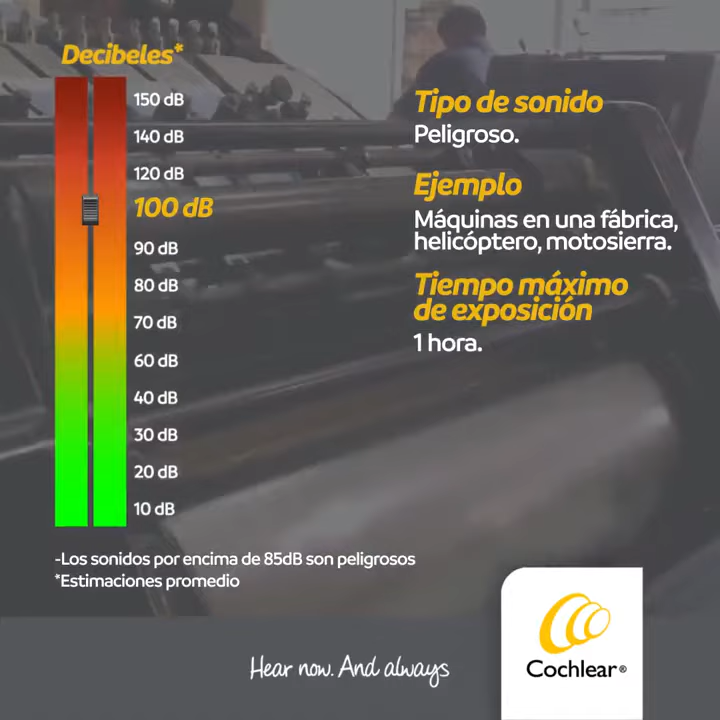 Decibeles*
150 dB
140 dB
120 dB
100 dB
90 dB
80 dB
70 dB
60 dB
40 dB
30 dB
20 dB
10 dB
Tipo de sonido
Peligroso.
Ejemplo
Máquinas en una fábrica,
helicóptero, motosierra.
Tiempo máximo
de exposición
1 hora.
-Los sonidos por encima de 85dB son peligrosos
*Estimaciones promedio
Hear now. And always
Cochlear®